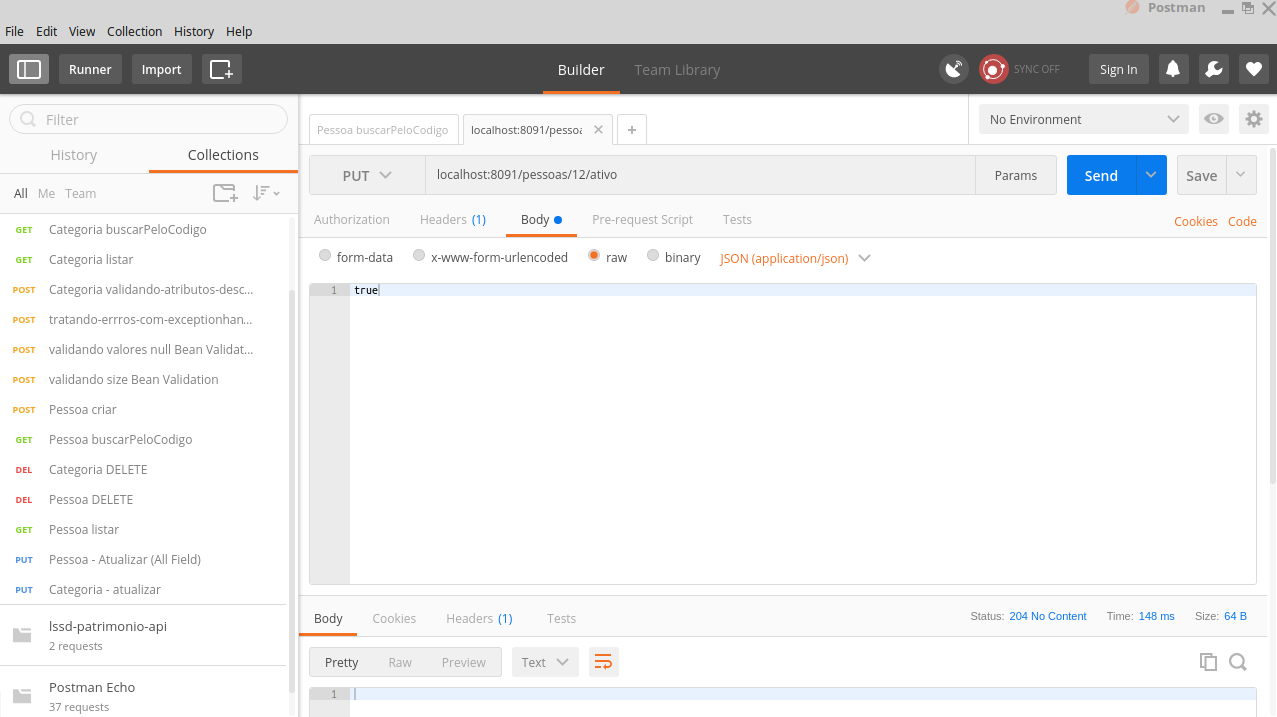 Postman
File Edit View Collection History Help
Runner Import Builder Team Library SYNC OFF Sign In
Filter
History Collections
All Me Team
GET Categoria buscarPeloCodigo
GET Categoria listar
POST Categoria validando-atributos-desc...
POST tratando-errros-com-exceptionhan...
POST validando valores null Bean Validat...
POST validando size Bean Validation
POST Pessoa criar
GET Pessoa buscarPeloCodigo
DEL Categoria DELETE
DEL Pessoa DELETE
GET Pessoa listar
PUT Pessoa - Atualizar (All Field)
PUT Categoria - atualizar
lssd-patrimonio-api
2 requests
Postman Echo
37 requests
Pessoa buscarPeloCodigo localhost:8091/pessoa +
No Environment
PUT localhost:8091/pessoas/12/ativo Params Send Save
Authorization Headers (1) Body Pre-request Script Tests Cookies Code
form-data x-www-form-urlencoded raw binary JSON (application/json)
1 true
Body Cookies Headers (1) Tests Status: 204 No Content Time: 148 ms Size: 64 B
Pretty Raw Preview Text
1